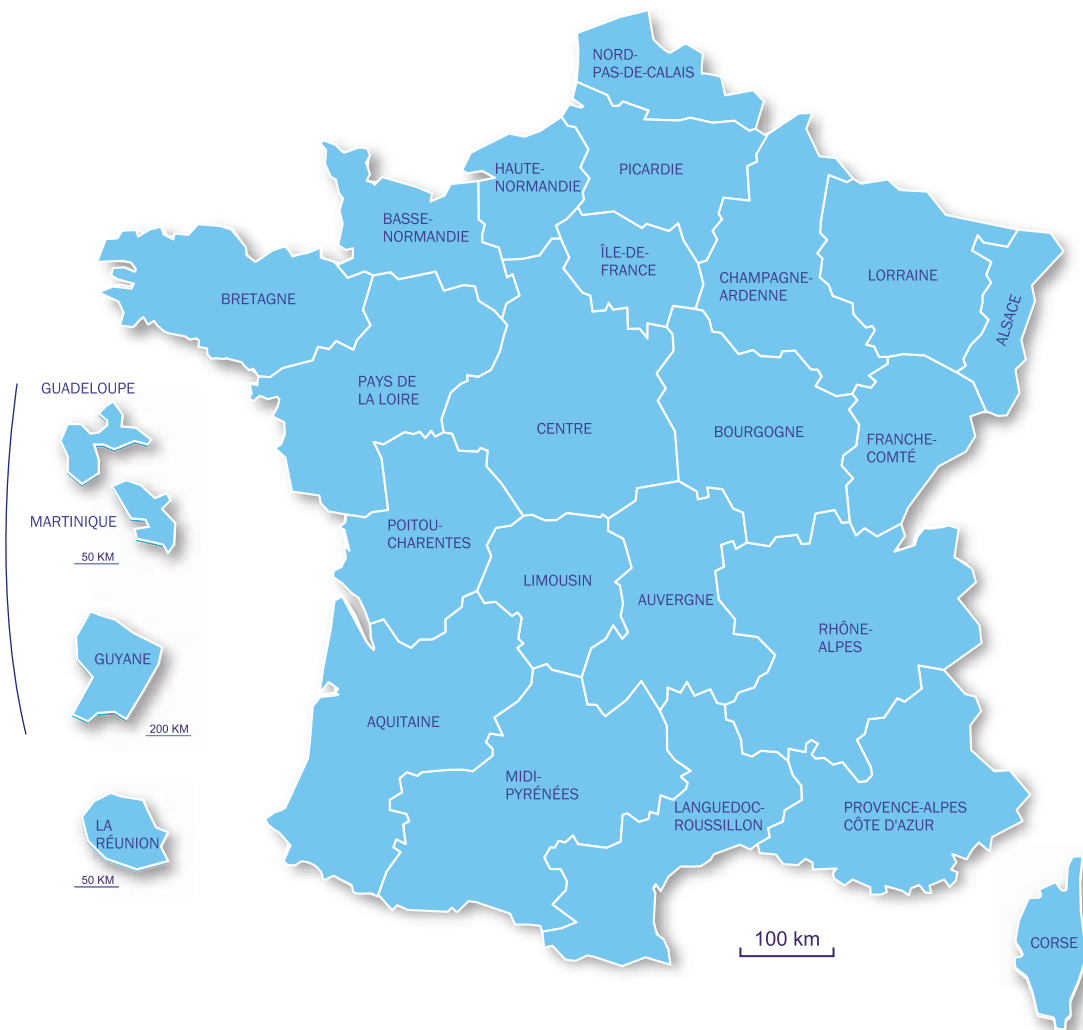 NORD-
PAS-DE-CALAIS
PICARDIE
HAUTE-
NORMANDIE
BASSE-
NORMANDIE
ÎLE-DE-
FRANCE
CHAMPAGNE-
ARDENNE
LORRAINE
ALSACE
BRETAGNE
PAYS DE
LA LOIRE
CENTRE
BOURGOGNE
FRANCHE-
COMTÉ
GUADELOUPE
MARTINIQUE
50 KM
POITOU-
CHARENTES
LIMOUSIN
AUVERGNE
RHÔNE-
ALPES
GUYANE
200 KM
AQUITAINE
MIDI-
PYRÉNÉES
LANGUEDOC-
ROUSSILLON
PROVENCE-ALPES
CÔTE D'AZUR
LA
RÉUNION
50 KM
100 km
CORSE